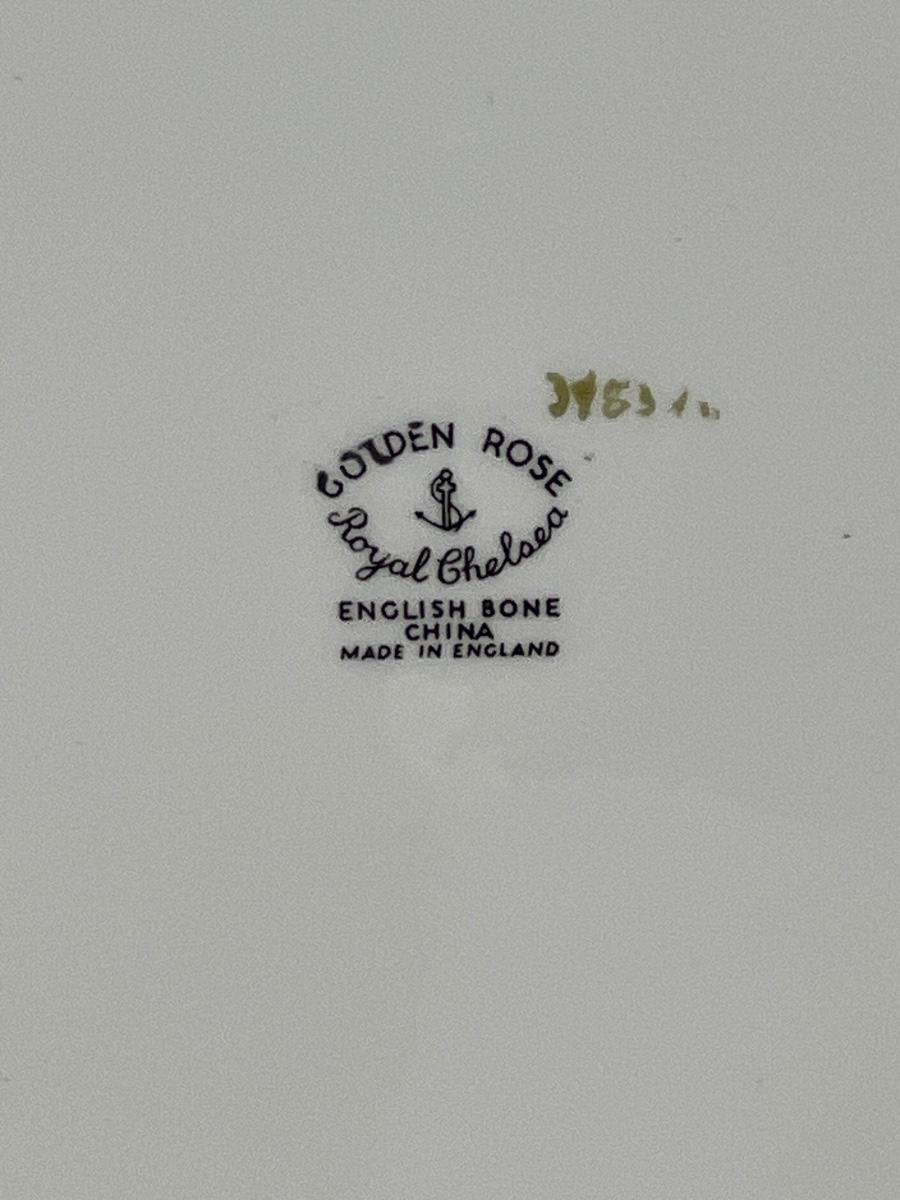 GOLDEN ROSE
Royal Chelsea
ENGLISH BONE
CHINA
MADE IN ENGLAND